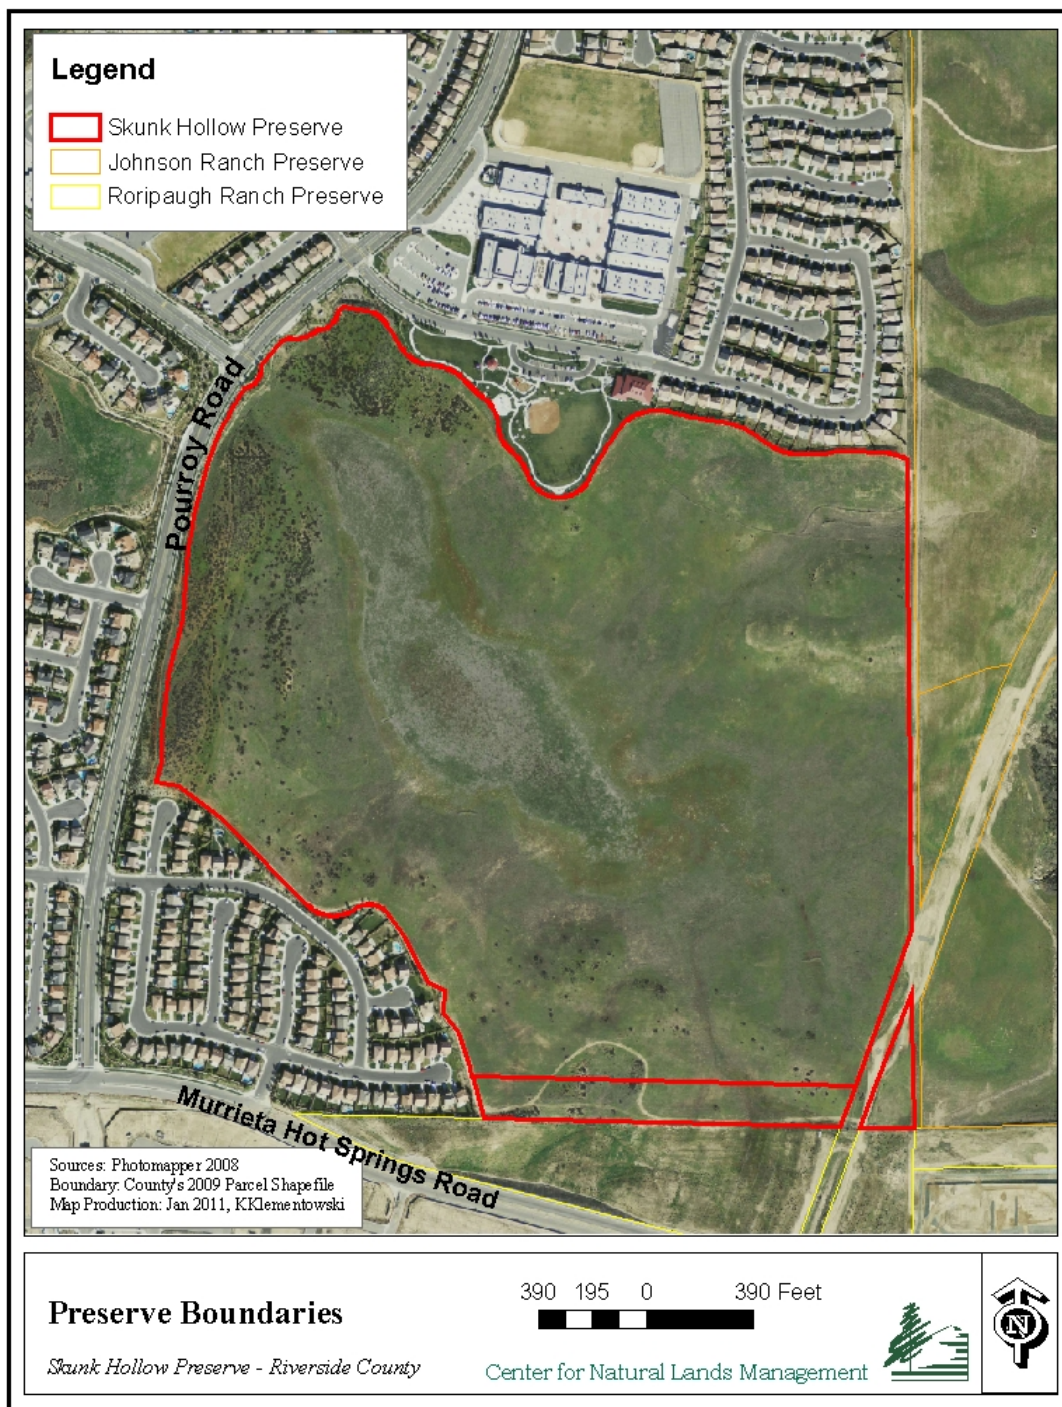 Legend
Skunk Hollow Preserve
Johnson Ranch Preserve
Roripaugh Ranch Preserve
Pourroy Road
Murrieta Hot Springs Road
Sources: Photomapper 2008
Boundary: County's 2009 Parcel Shapefile
Map Production: Jan 2011, KKlementowski
Preserve Boundaries
Skunk Hollow Preserve - Riverside County
390 195 0 390 Feet
Center for Natural Lands Management
N